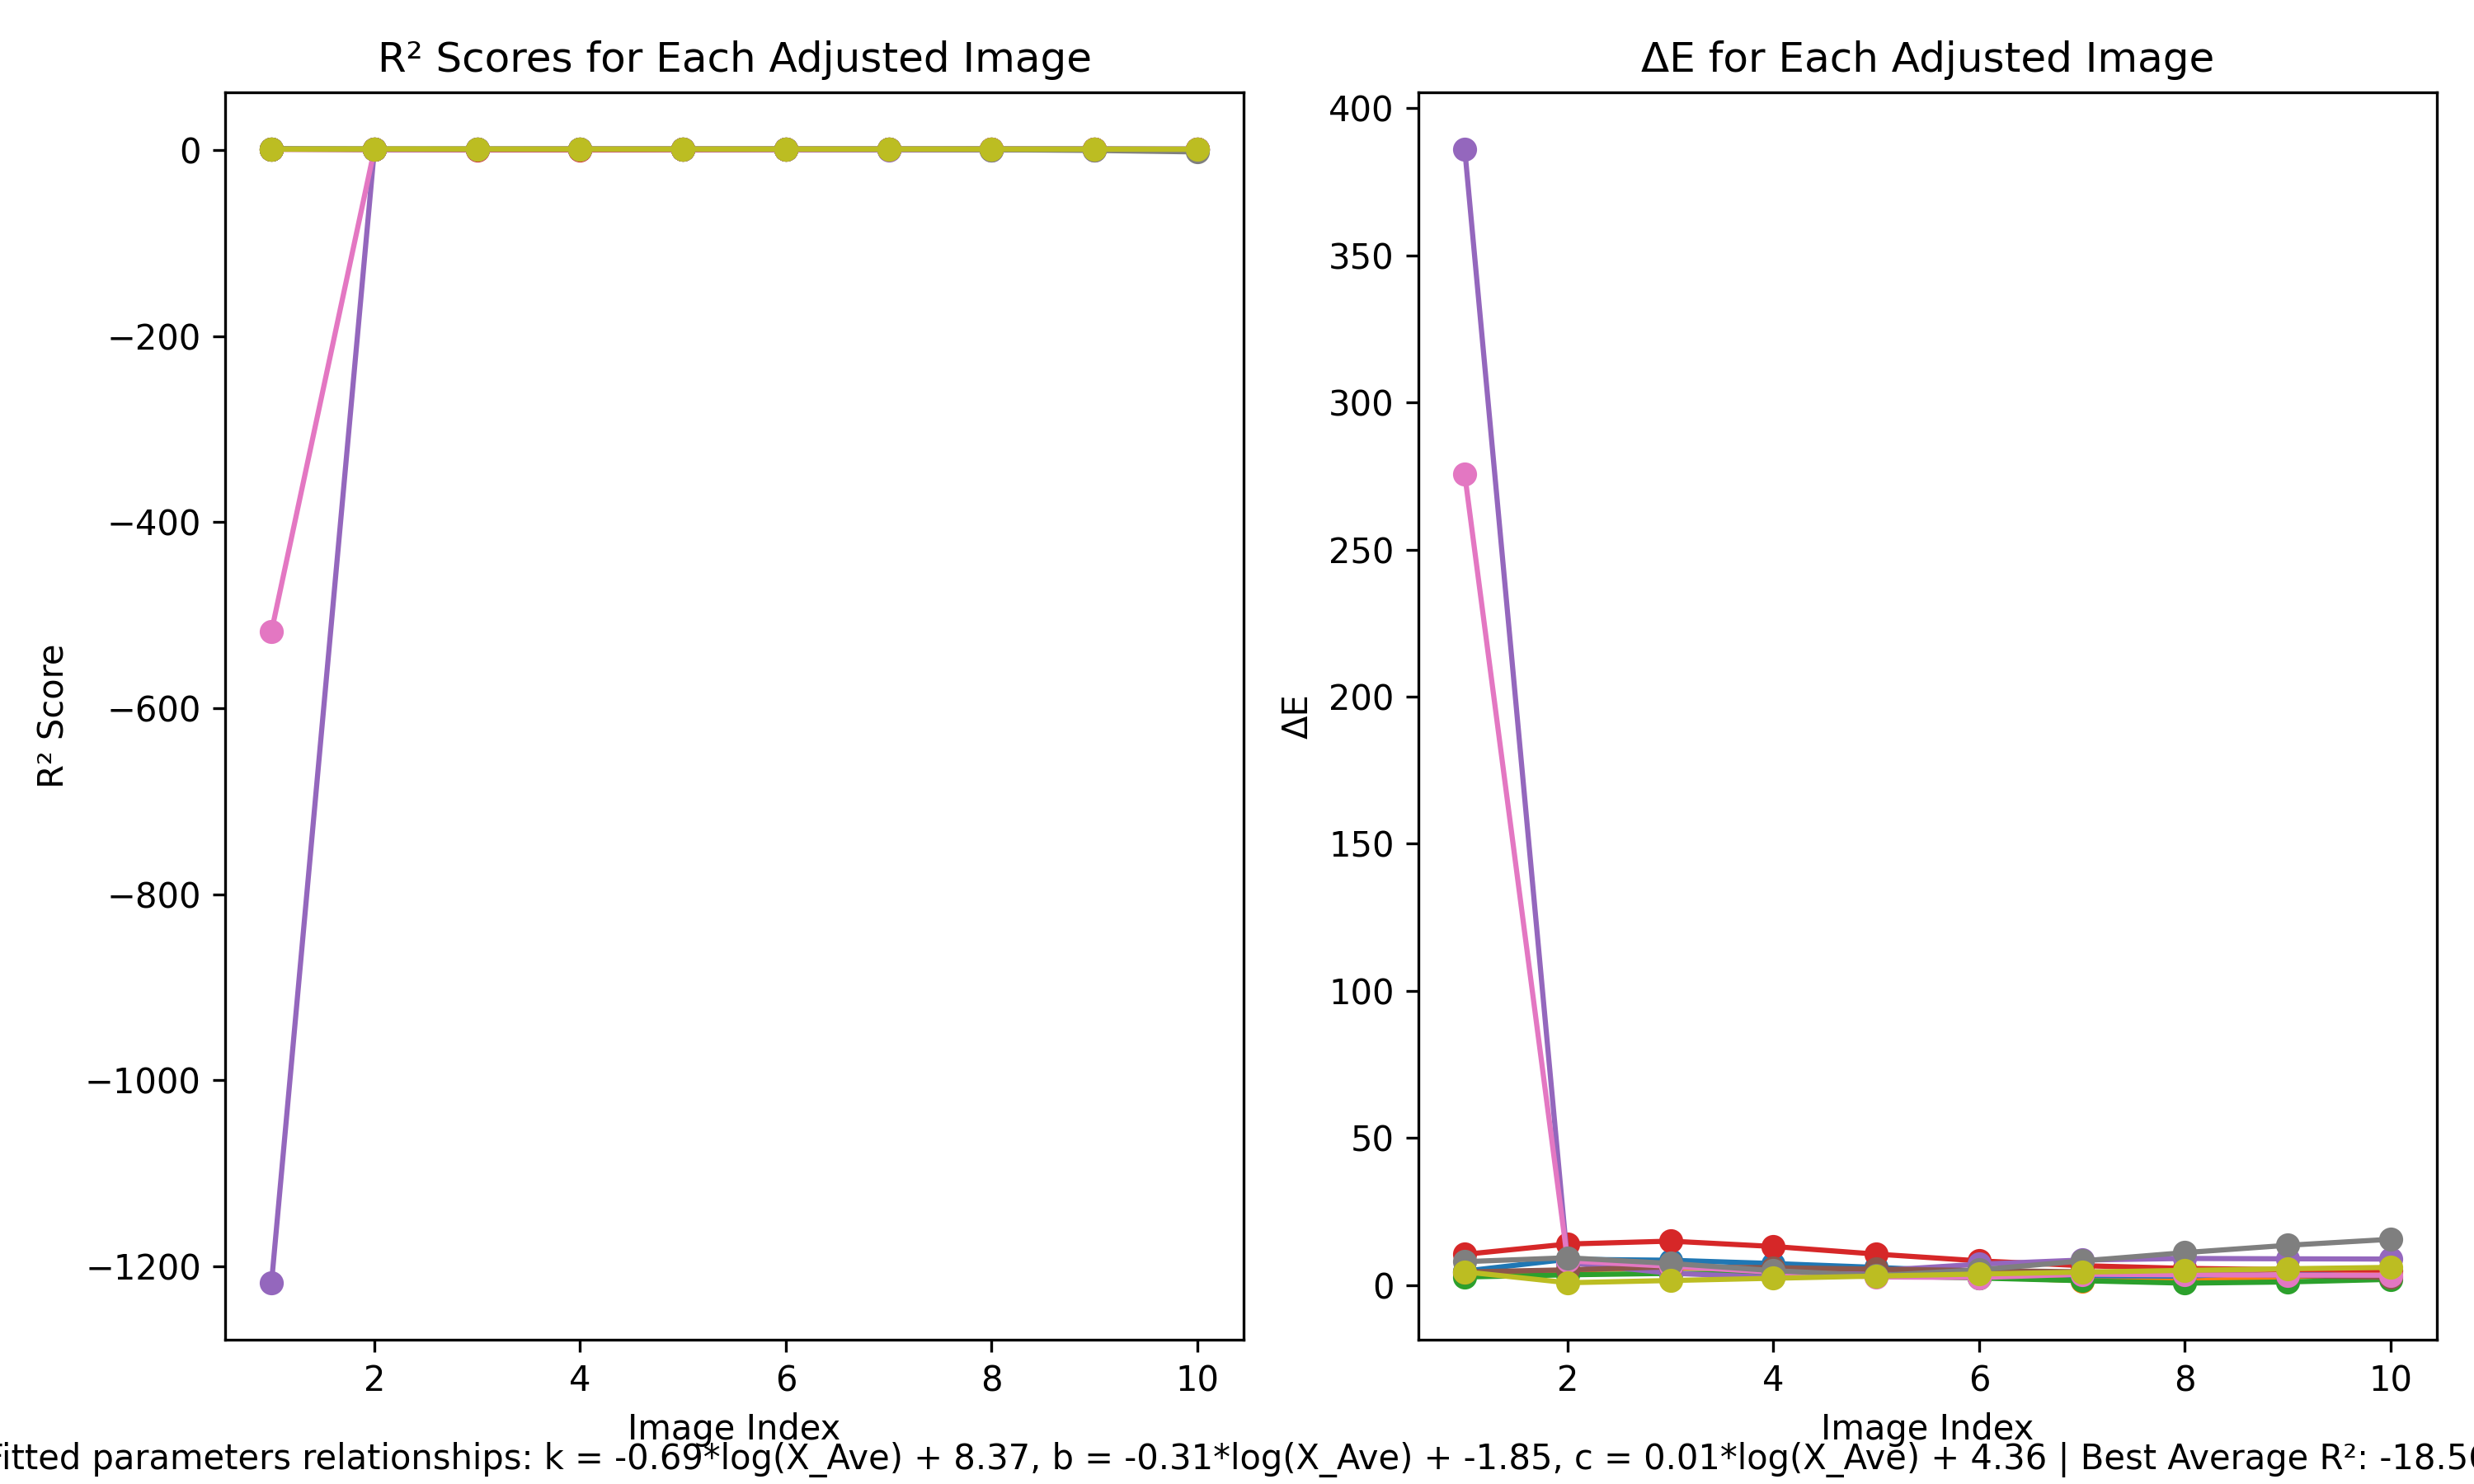 R² Scores for Each Adjusted Image
0
−200
−400
−600
−800
−1000
−1200
R² Score
2 4 6 8 10
Image Index
ΔE for Each Adjusted Image
400
350
300
250
200
150
100
50
0
ΔE
2 4 6 8 10
Image Index
itted parameters relationships: k = -0.69*log(X_Ave) + 8.37, b = -0.31*log(X_Ave) + -1.85, c = 0.01*log(X_Ave) + 4.36 | Best Average R²: -18.50